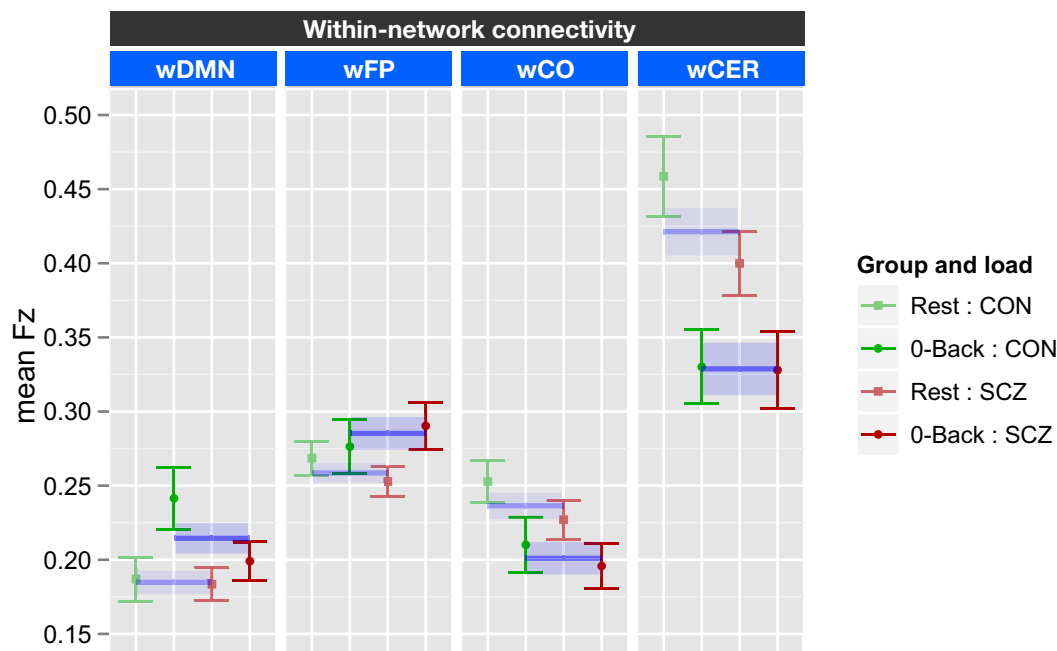 Within-network connectivity
wDMN wFP wCO wCER
0.50
0.45
0.40
0.35
0.30
0.25
0.20
0.15
mean Fz
Group and load
Rest : CON
0-Back : CON
Rest : SCZ
0-Back : SCZ